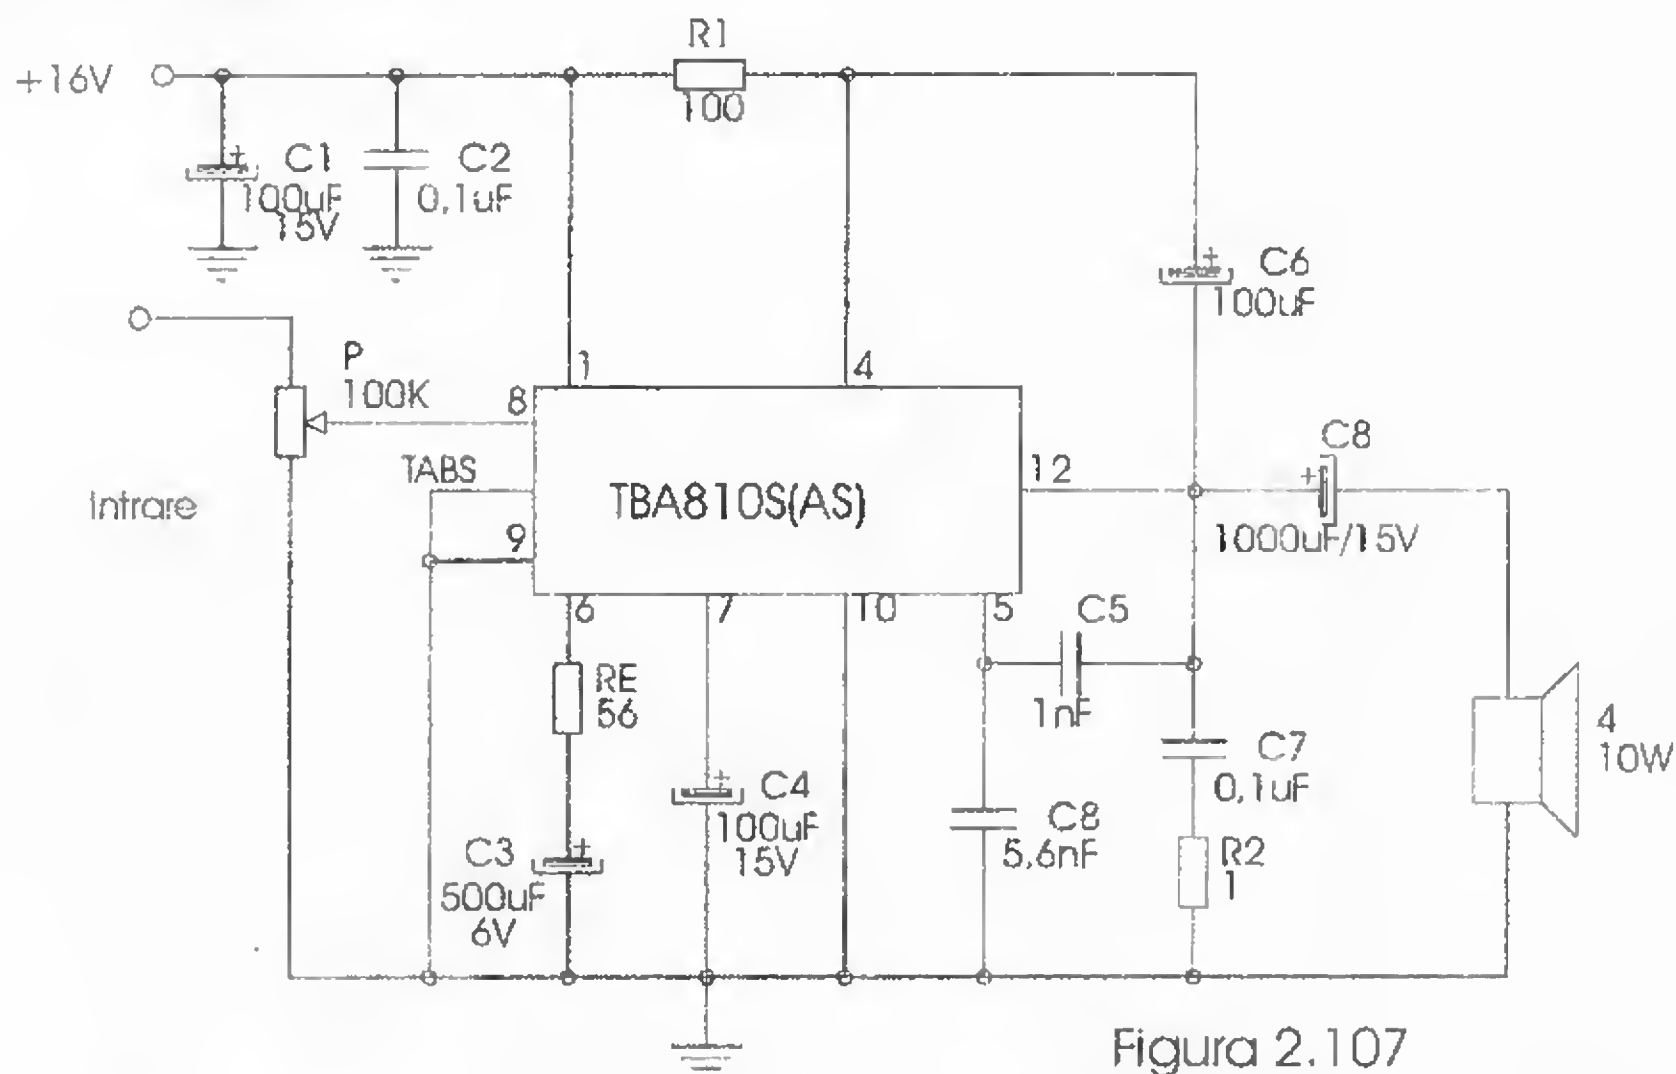 R1
+16V
100
C1
100uF
15V
C2
0,1uF
C6
100uF
P
100K
1
4
8
TABS
9
Intrare
TBA810S(AS)
12
C8
1000uF/15V
6
7
10
5
C5
1nF
RE
56
C3
500uF
6V
C4
100uF
15V
C8
5,6nF
C7
0,1uF
R2
1
4
10W
Figura 2.107